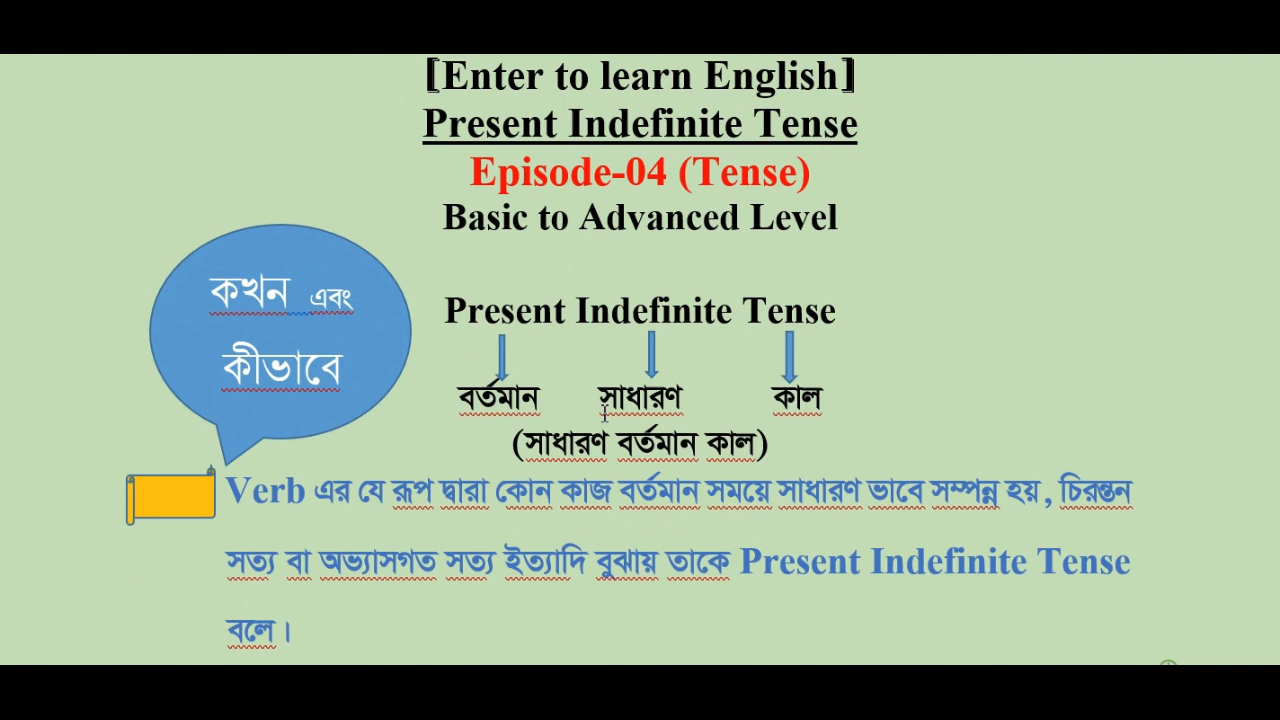 [Enter to learn English]
Present Indefinite Tense
Episode-04 (Tense)
Basic to Advanced Level
কখন এবং
কীভাবে
Present Indefinite Tense
বর্তমান সাধারণ কাল
(সাধারণ বর্তমান কাল)
Verb এর যে রূপ দ্বারা কোন কাজ বর্তমান সময়ে সাধারণ ভাবে সম্পন্ন হয়, চিরন্তন
সত্য বা অভ্যাসগত সত্য ইত্যাদি বুঝায় তাকে Present Indefinite Tense
বলে।